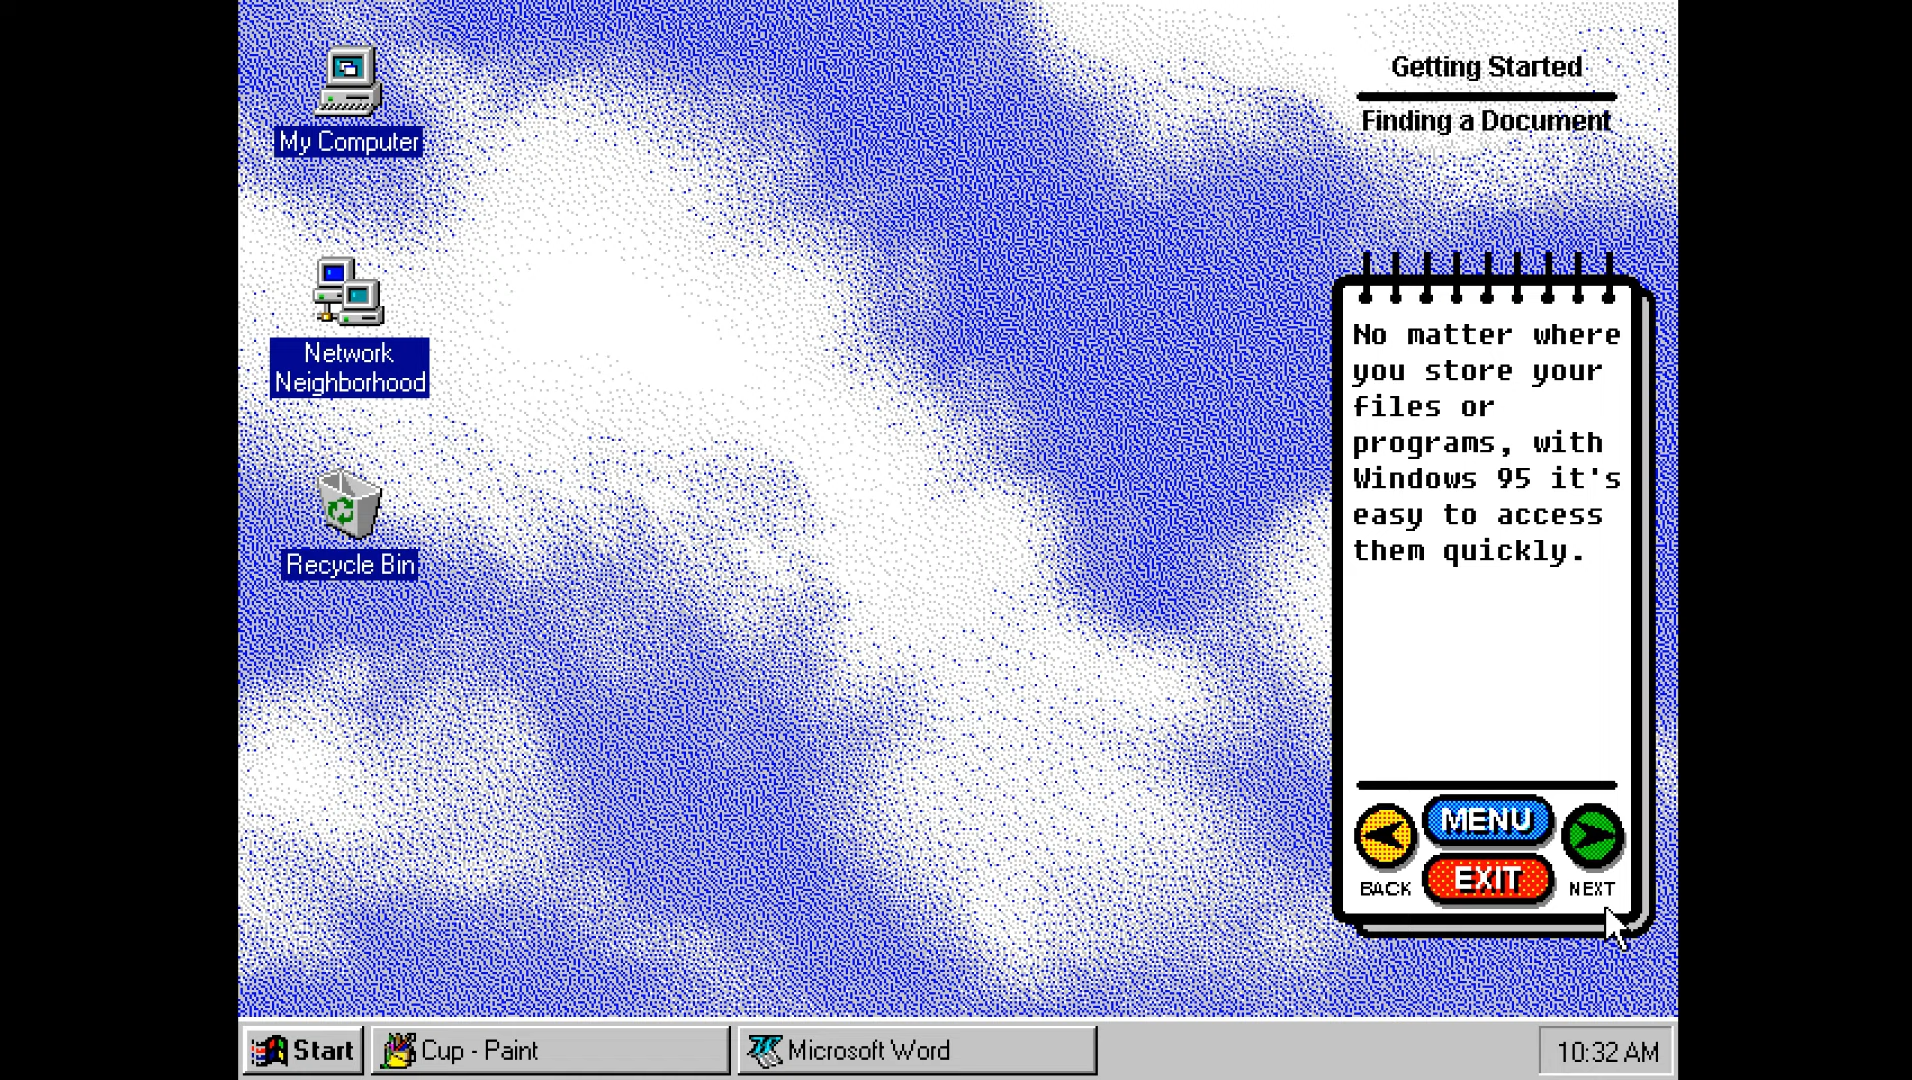 My Computer
Network
Neighborhood
Recycle Bin
Getting Started
Finding a Document
No matter where
you store your
files or
programs, with
Windows 95 it's
easy to access
them quickly.
MENU
EXIT
BACK
NEXT
Start
Cup - Paint
Microsoft Word
10:32 AM